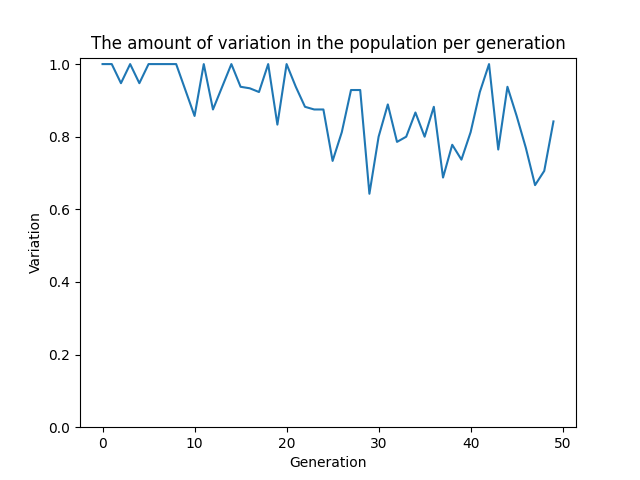 The amount of variation in the population per generation
1.0
0.8
0.6
0.4
0.2
0.0
Variation
0 10 20 30 40 50
Generation